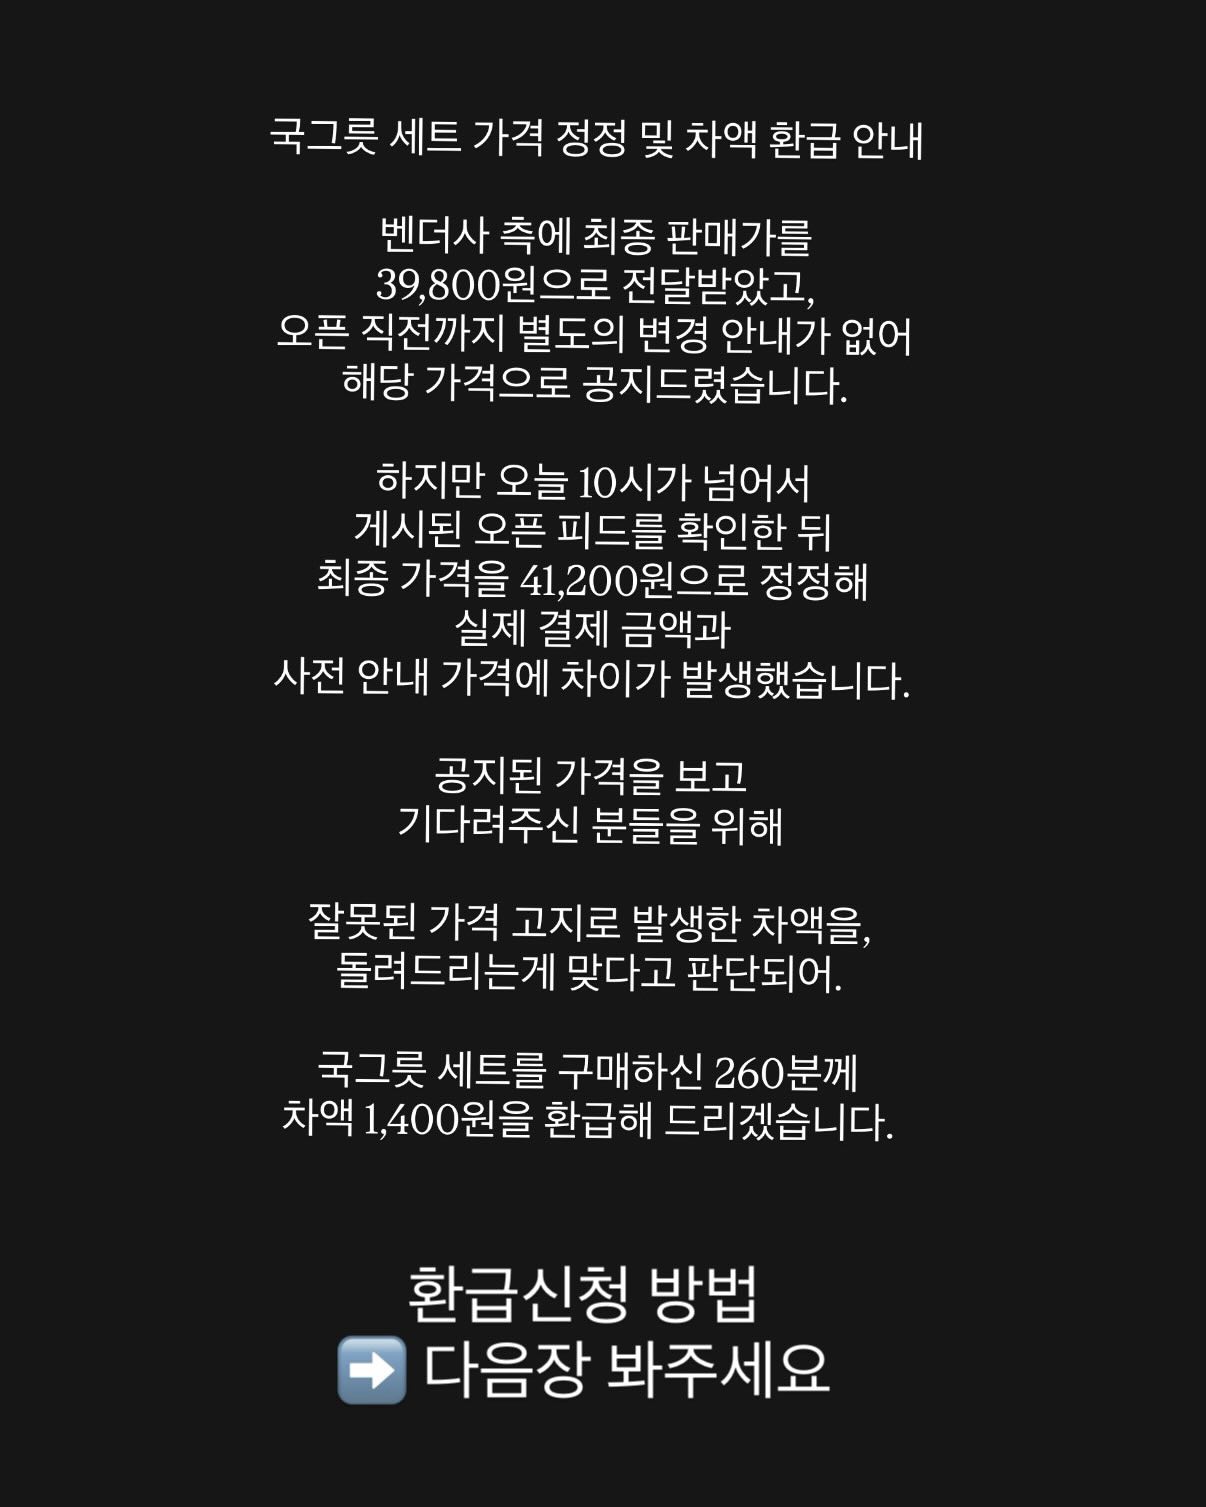 국그릇 세트 가격 정정 및 차액 환급 안내
벤더사 측에 최종 판매가를
39,800원으로 전달받았고,
오픈 직전까지 별도의 변경 안내가 없어
해당 가격으로 공지드렸습니다.
하지만 오늘 10시가 넘어서
게시된 오픈 피드를 확인한 뒤
최종 가격을 41,200원으로 정정해
실제 결제 금액과
사전 안내 가격에 차이가 발생했습니다.
공지된 가격을 보고
기다려주신 분들을 위해
잘못된 가격 고지로 발생한 차액을,
돌려드리는게 맞다고 판단되어.
국그릇 세트를 구매하신 260분께
차액 1,400원을 환급해 드리겠습니다.
환급신청 방법
➡️ 다음장 봐주세요